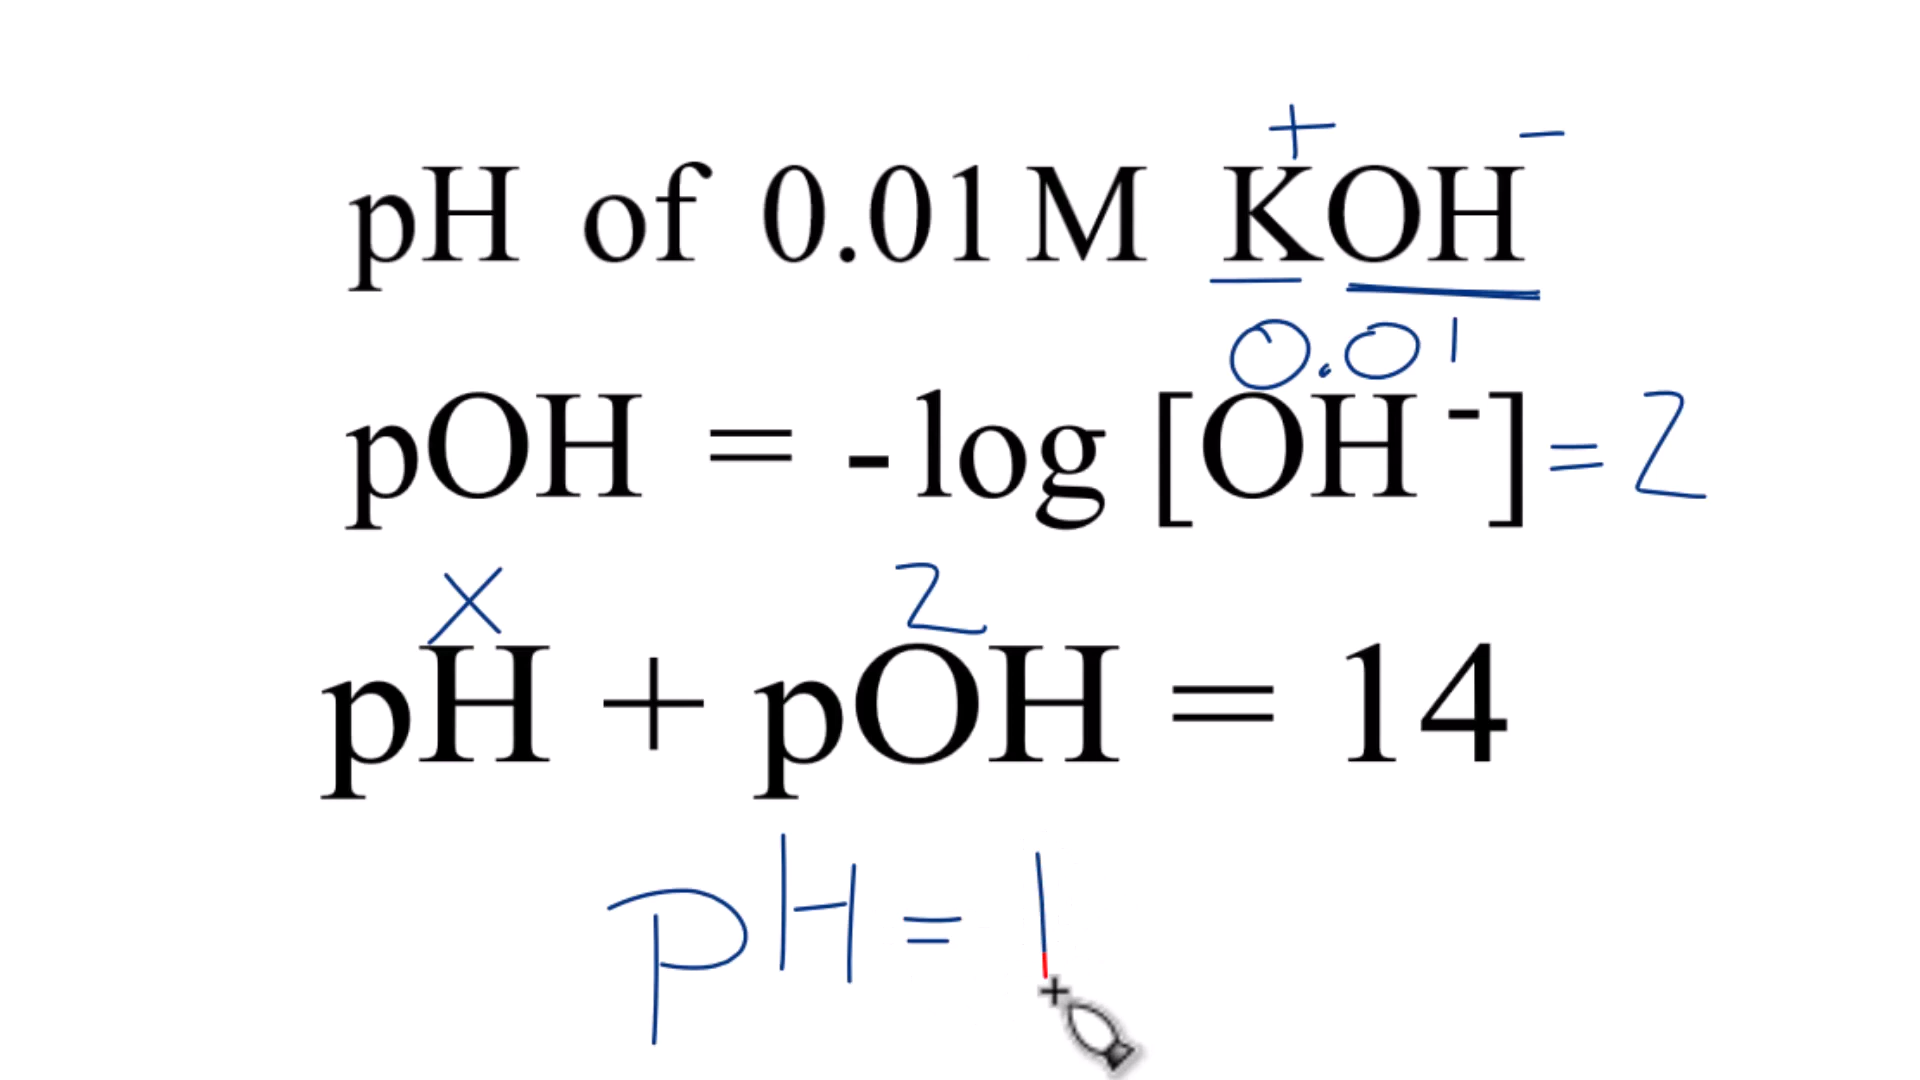 + −
pH of 0.01 M KOH
0.01
pOH = -log [OH⁻] = 2
x 2
pH + pOH = 14
pH = 1